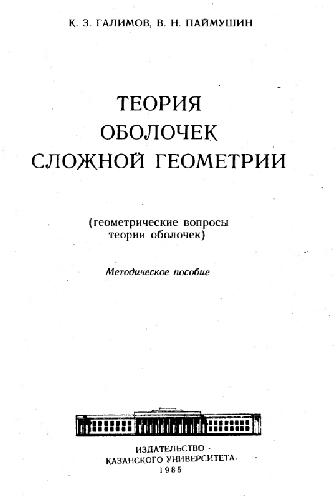 К. З. ГАЛИМОВ, В. Н. ПАЙМУШИН
ТЕОРИЯ
ОБОЛОЧЕК
СЛОЖНОЙ ГЕОМЕТРИИ
(геометрические вопросы
теории оболочек)
Методическое пособие
ИЗДАТЕЛЬСТВО
КАЗАНСКОГО УНИВЕРСИТЕТА
1985